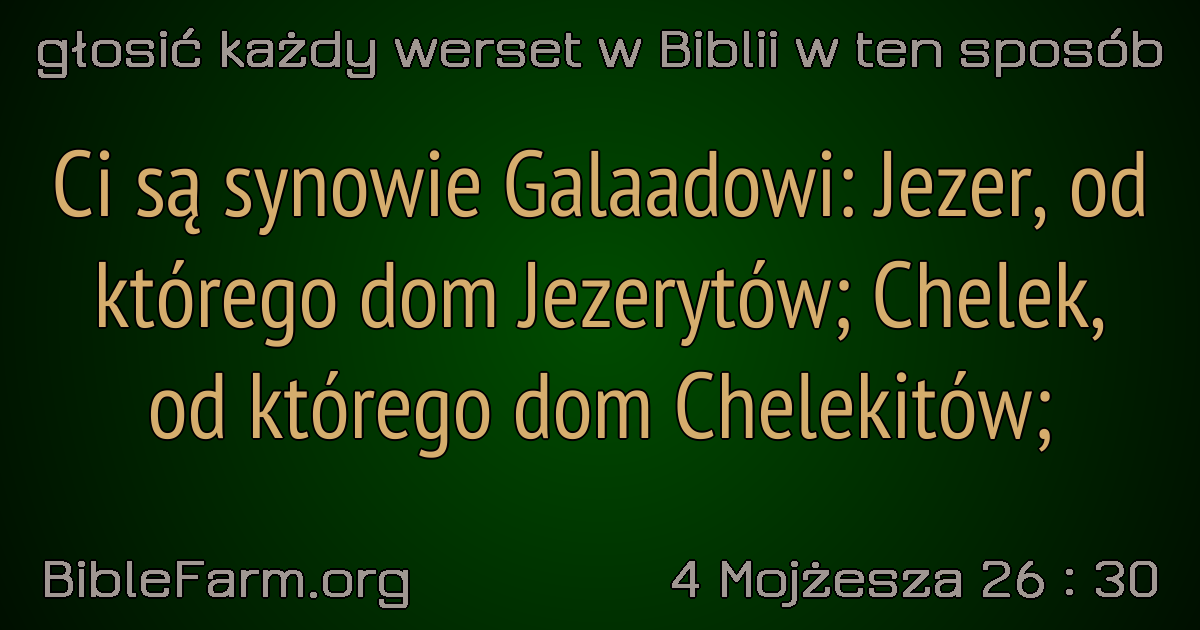 głosić każdy werset w Biblii w ten sposób
Ci są synowie Galaadowi: Jezer, od
którego dom Jezerytów; Chelek,
od którego dom Chelekitów;
BibleFarm.org
4 Mojżesza 26 : 30